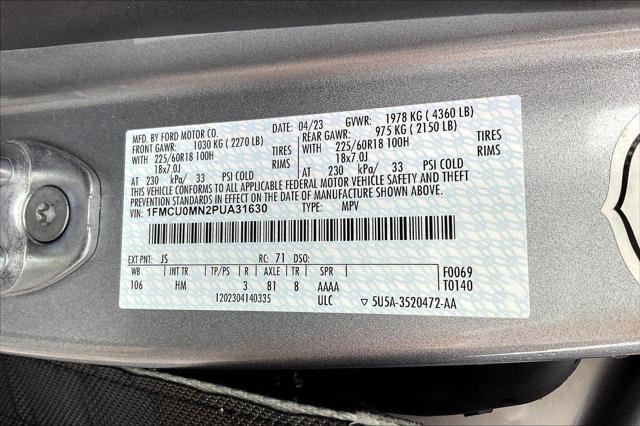 MFD. BY FORD MOTOR CO. DATE: 04/23 GVWR: 1978 KG ( 4360 LB)
FRONT GAWR: 1030 KG ( 2270 LB) REAR GAWR: 975 KG ( 2150 LB)
WITH 225/60R18 100H TIRES WITH 225/60R18 100H TIRES
18x7.0J RIMS 18x7.0J RIMS
AT 230 kPa/ 33 PSI COLD AT 230 kPa/ 33 PSI COLD
THIS VEHICLE CONFORMS TO ALL APPLICABLE FEDERAL MOTOR VEHICLE SAFETY AND THEFT
PREVENTION STANDARDS IN EFFECT ON THE DATE OF MANUFACTURE SHOWN ABOVE.
VIN: 1FMCU0MN2PUA31630 TYPE: MPV
EXT PNT: JS RC: 71 DSO: F0069
WB INT TR TP/PS R AXLE TR SPR T0140
106 HM 3 81 8 AAAA
1202304140335 ULC ▽ 5U5A-3520472-AA